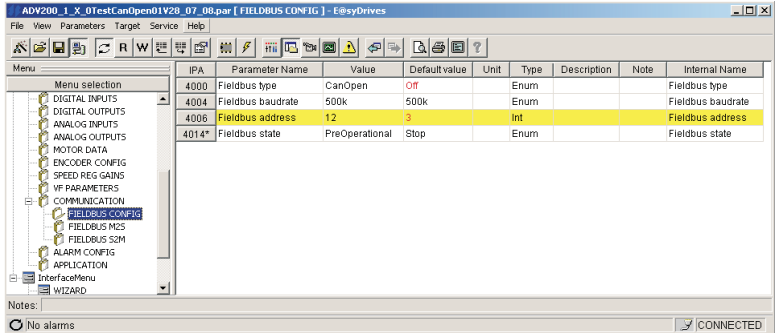 ADV200_1_X_0TestCanOpen01V28_07_08.par [ FIELDBUS CONFIG ] - E@syDrives
File View Parameters Target Service Help
R W
Menu
Menu selection
DIGITAL INPUTS
DIGITAL OUTPUTS
ANALOG INPUTS
ANALOG OUTPUTS
MOTOR DATA
ENCODER CONFIG
SPEED REG GAINS
VF PARAMETERS
COMMUNICATION
FIELDBUS CONFIG
FIELDBUS M2S
FIELDBUS S2M
ALARM CONFIG
APPLICATION
InterfaceMenu
WIZARD
IPA Parameter Name Value Default value Unit Type Description Note Internal Name
4000 Fieldbus type CanOpen Off Enum Fieldbus type
4004 Fieldbus baudrate 500k 500k Enum Fieldbus baudrate
4006 Fieldbus address 12 3 Int Fieldbus address
4014* Fieldbus state PreOperational Stop Enum Fieldbus state
Notes:
No alarms CONNECTED